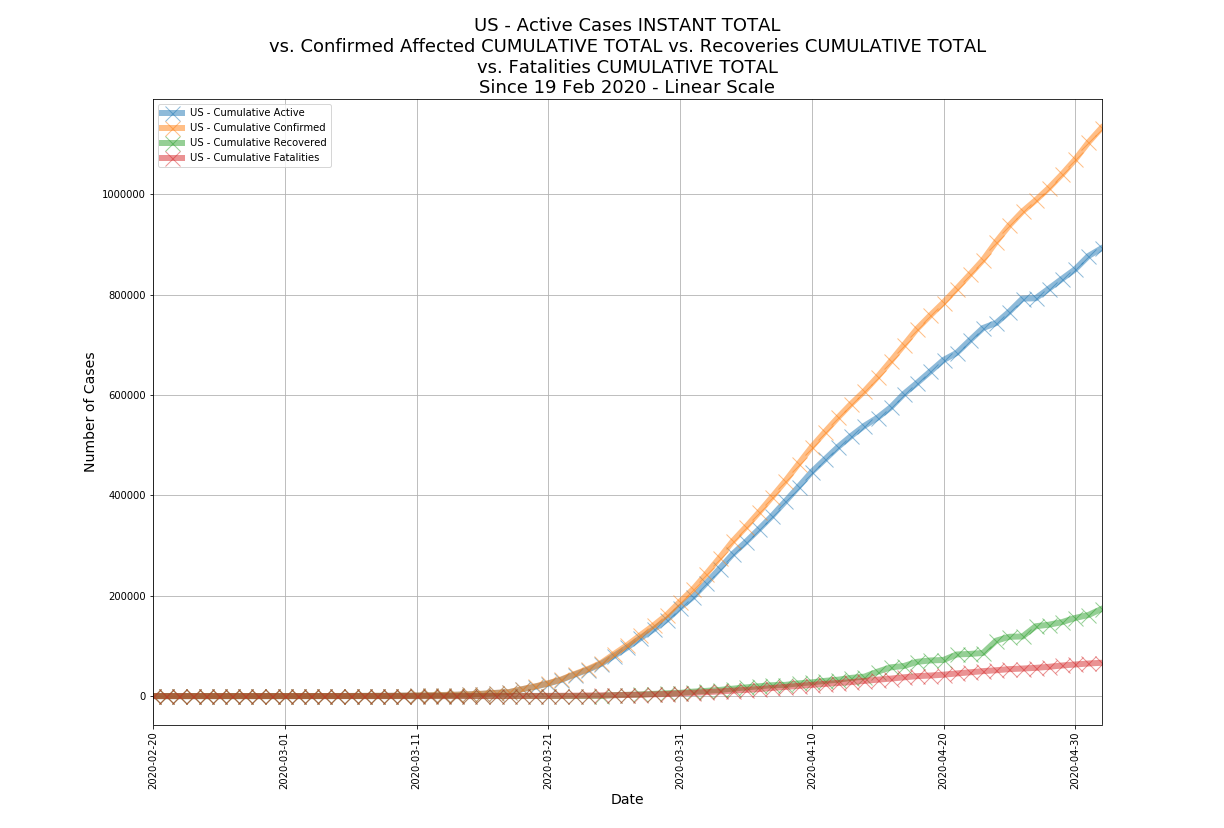 US - Active Cases INSTANT TOTAL
vs. Confirmed Affected CUMULATIVE TOTAL vs. Recoveries CUMULATIVE TOTAL
vs. Fatalities CUMULATIVE TOTAL
Since 19 Feb 2020 - Linear Scale
US - Cumulative Active
US - Cumulative Confirmed
US - Cumulative Recovered
US - Cumulative Fatalities
Number of Cases
1000000
800000
600000
400000
200000
0
2020-02-20
2020-03-01
2020-03-11
2020-03-21
2020-03-31
2020-04-10
2020-04-20
2020-04-30
Date